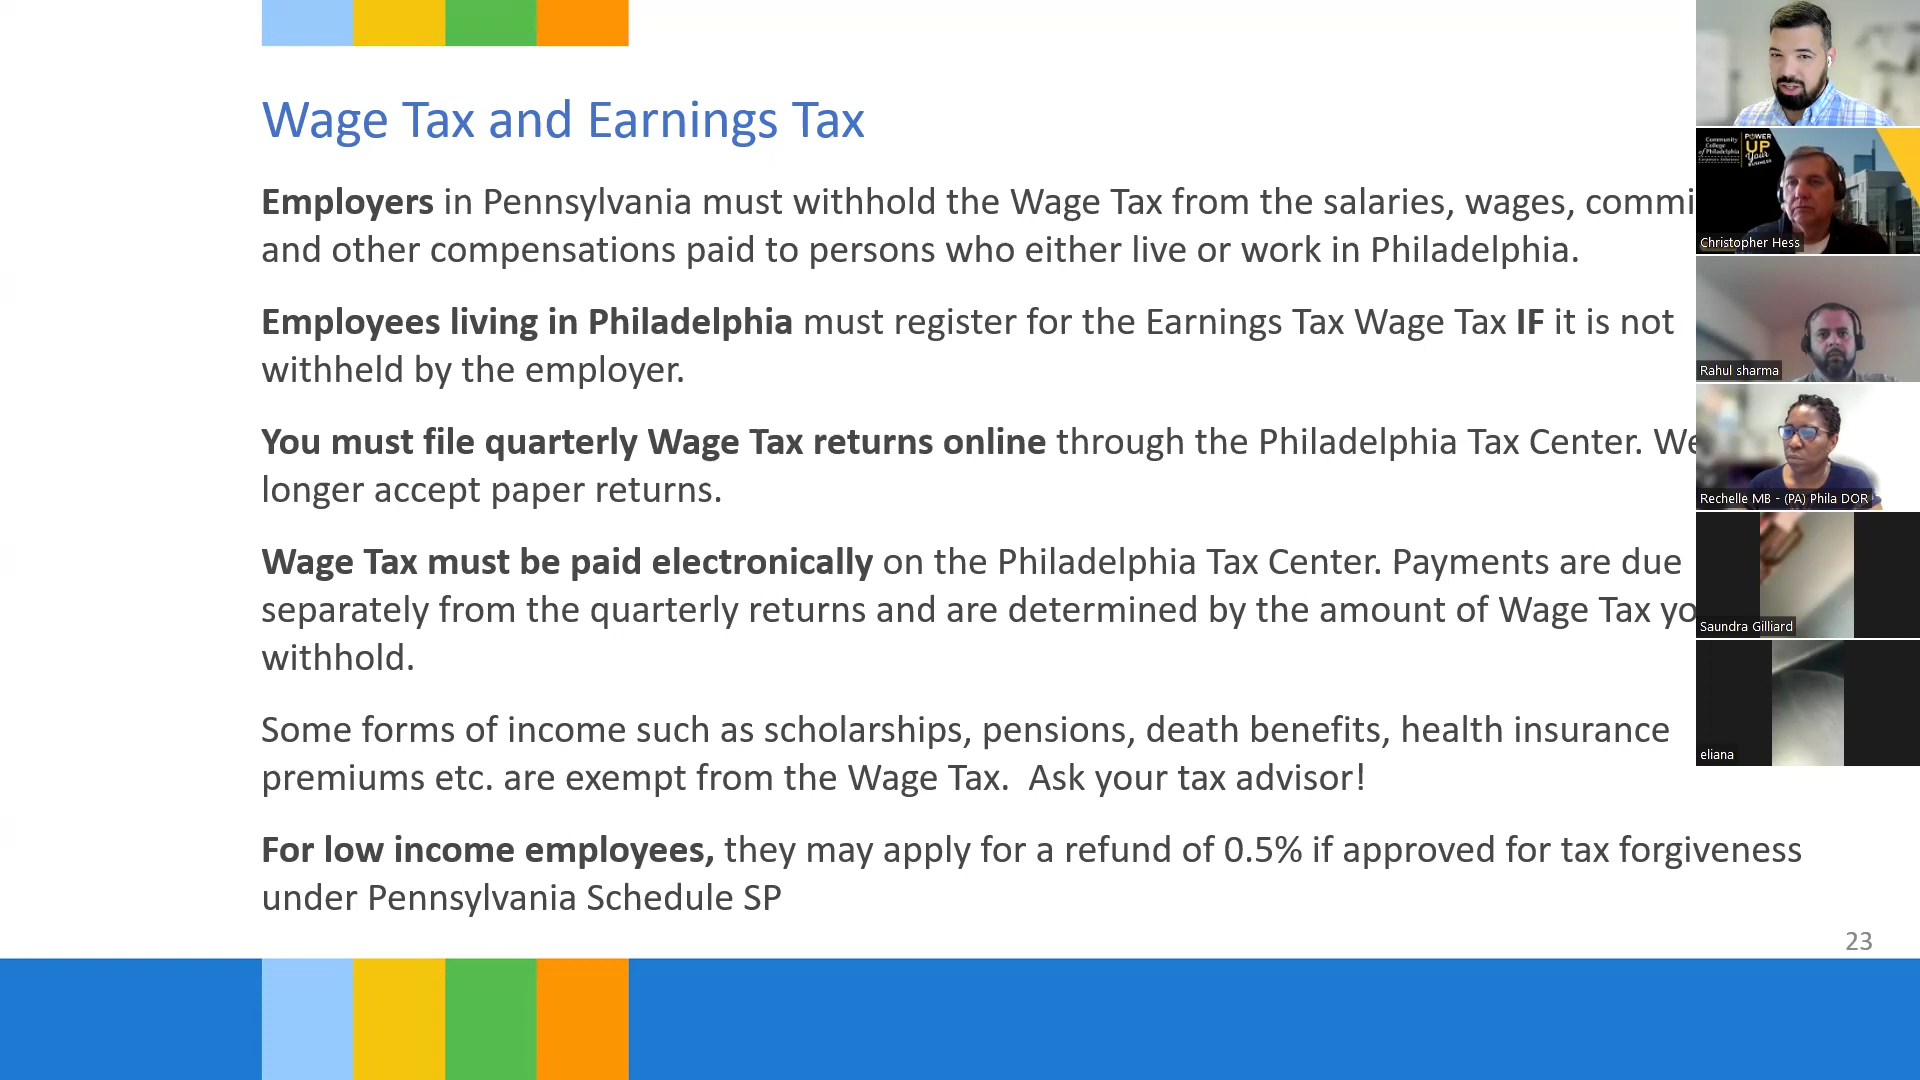 Wage Tax and Earnings Tax
Employers in Pennsylvania must withhold the Wage Tax from the salaries, wages, commi
and other compensations paid to persons who either live or work in Philadelphia.
Employees living in Philadelphia must register for the Earnings Tax Wage Tax IF it is not
withheld by the employer.
You must file quarterly Wage Tax returns online through the Philadelphia Tax Center. We
longer accept paper returns.
Wage Tax must be paid electronically on the Philadelphia Tax Center. Payments are due
separately from the quarterly returns and are determined by the amount of Wage Tax yo
withhold.
Some forms of income such as scholarships, pensions, death benefits, health insurance
premiums etc. are exempt from the Wage Tax.  Ask your tax advisor!
For low income employees, they may apply for a refund of 0.5% if approved for tax forgiveness
under Pennsylvania Schedule SP
23
Community
College
of Philadelphia
POWER
UP
Your
BUSINESS
Christopher Hess
Rahul sharma
Rechelle MB - (PA) Phila DOR
Saundra Gilliard
eliana